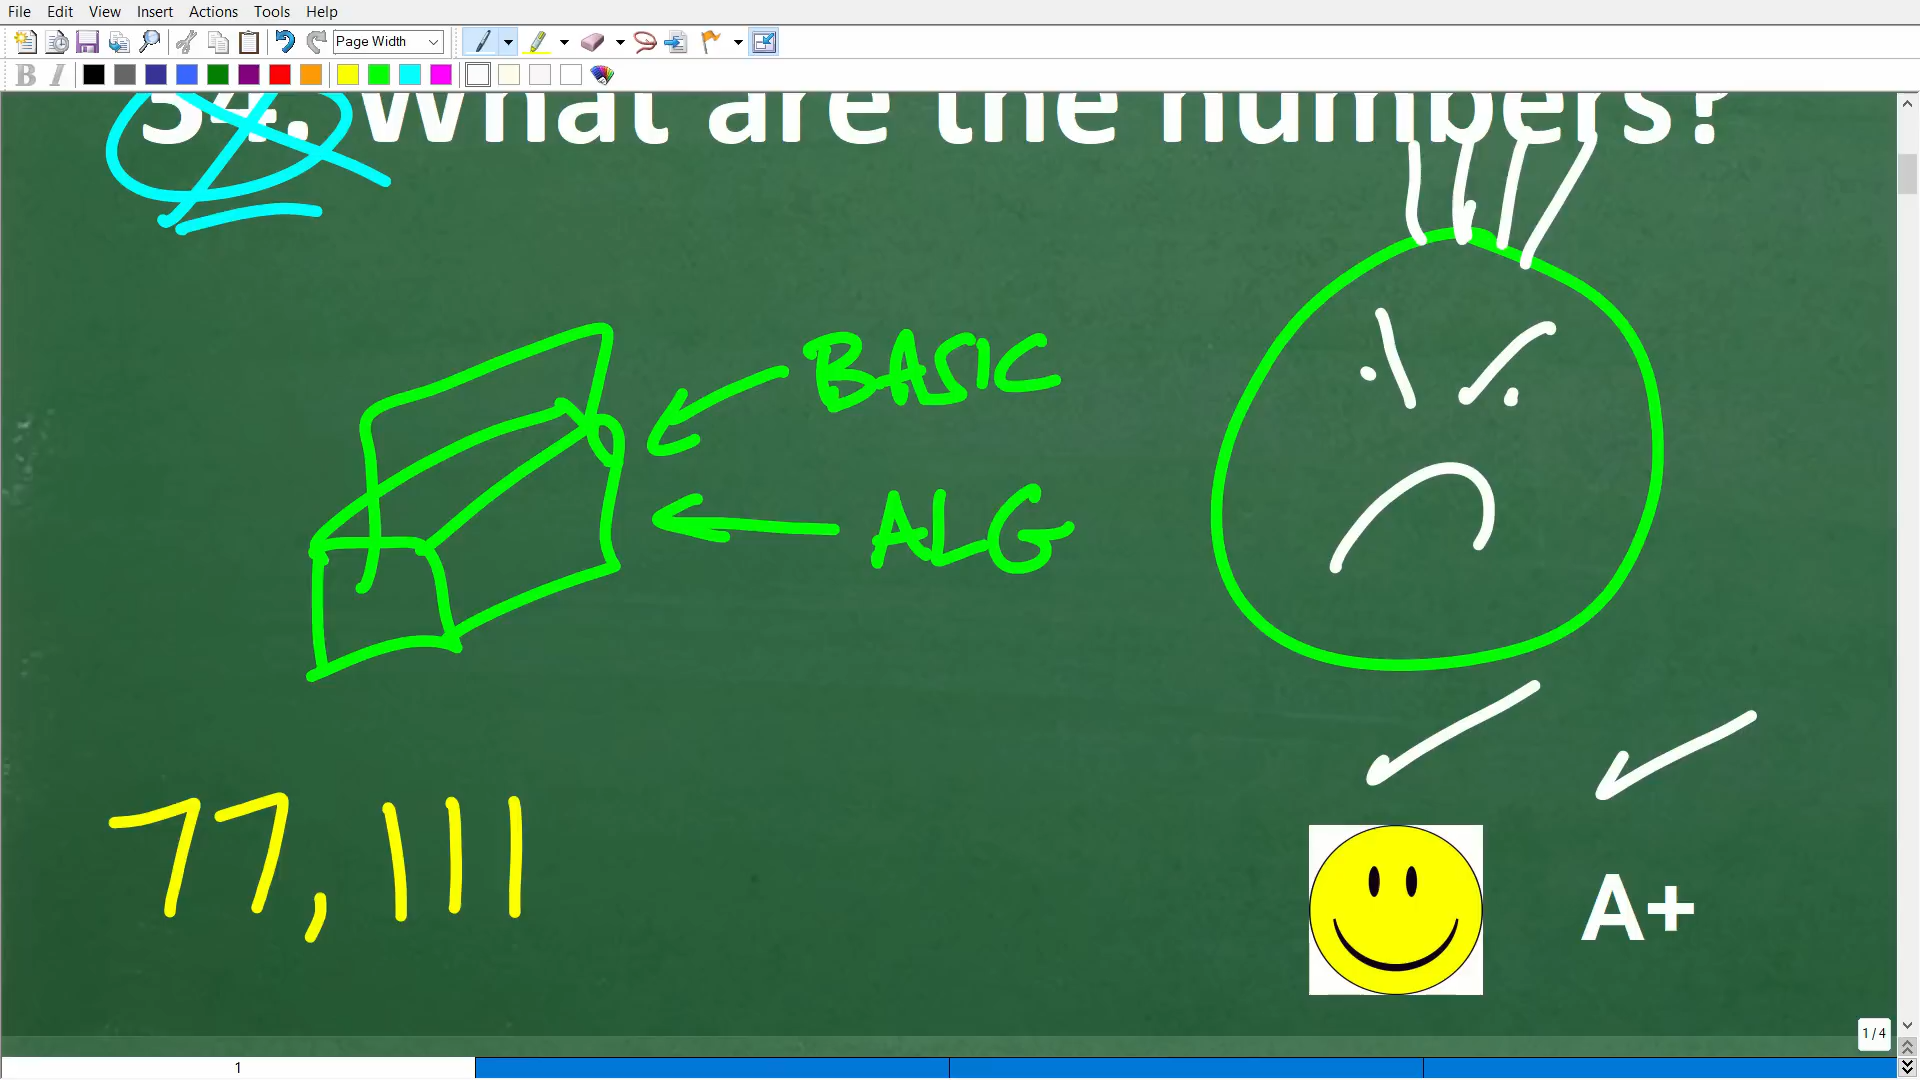 File Edit View Insert Actions Tools Help
Page Width
B I
54. What are the numbers?
BASIC
ALG
77,111
A+
1/4
1